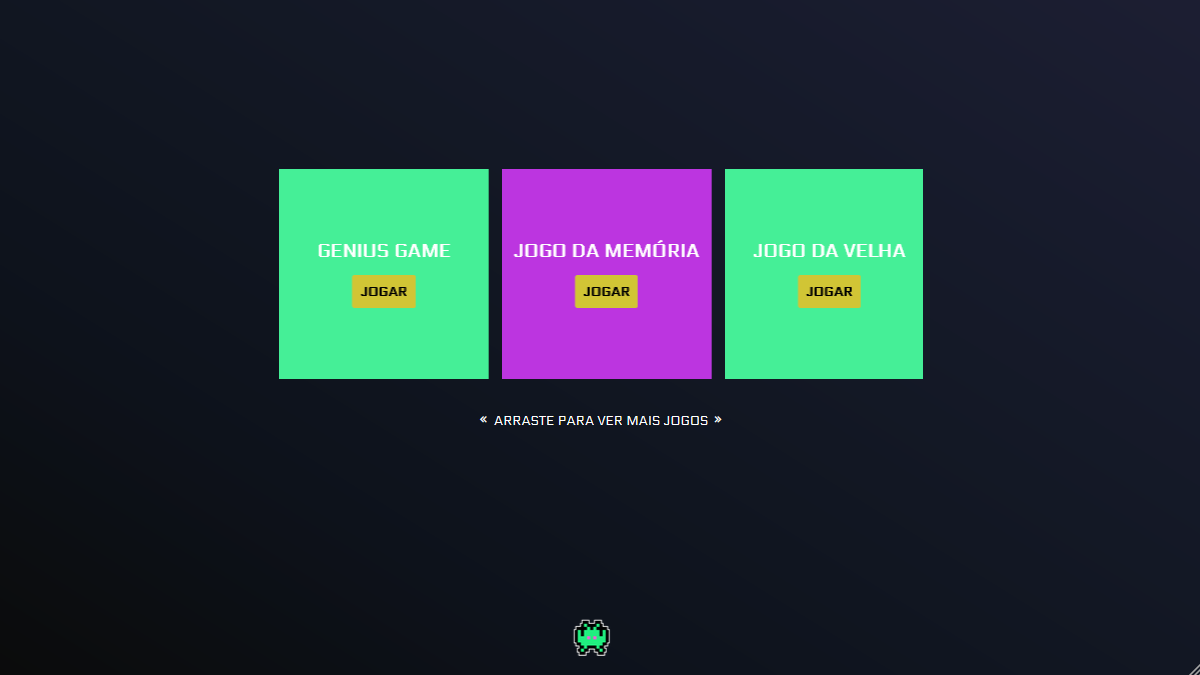 GENIUS GAME
JOGAR
JOGO DA MEMÓRIA
JOGAR
JOGO DA VELHA
JOGAR
« ARRASTE PARA VER MAIS JOGOS »